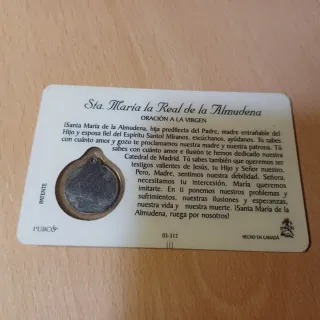 Sta. María la Real de la Almudena
ORACIÓN A LA VIRGEN
¡Santa María de la Almudena, hija predilecta del Padre, madre entrañable del
Hijo y esposa fiel del Espíritu Santo! Míranos, escúchanos, ayúdanos. Tu sabes
con cuánto amor y gozo te proclamamos nuestra madre y nuestra patrona. Tú
sabes con cuánto amor e ilusión te hemos dedicado nuestra
Catedral de Madrid. Tú sabes también que queremos ser
testigos valientes de Jesús, tu Hijo y Señor nuestro.
Pero, Madre, sentimos nuestra debilidad. Señora,
necesitamos tu intercesión. María queremos
imitarte. En ti ponemos nuestros problemas y
sufrimientos, nuestras ilusiones y esperanzas,
nuestra vida y nuestra muerte. ¡Santa María de la
Almudena, ruega por nosotros!
PATENTE
03-312
HECHO EN CANADÁ